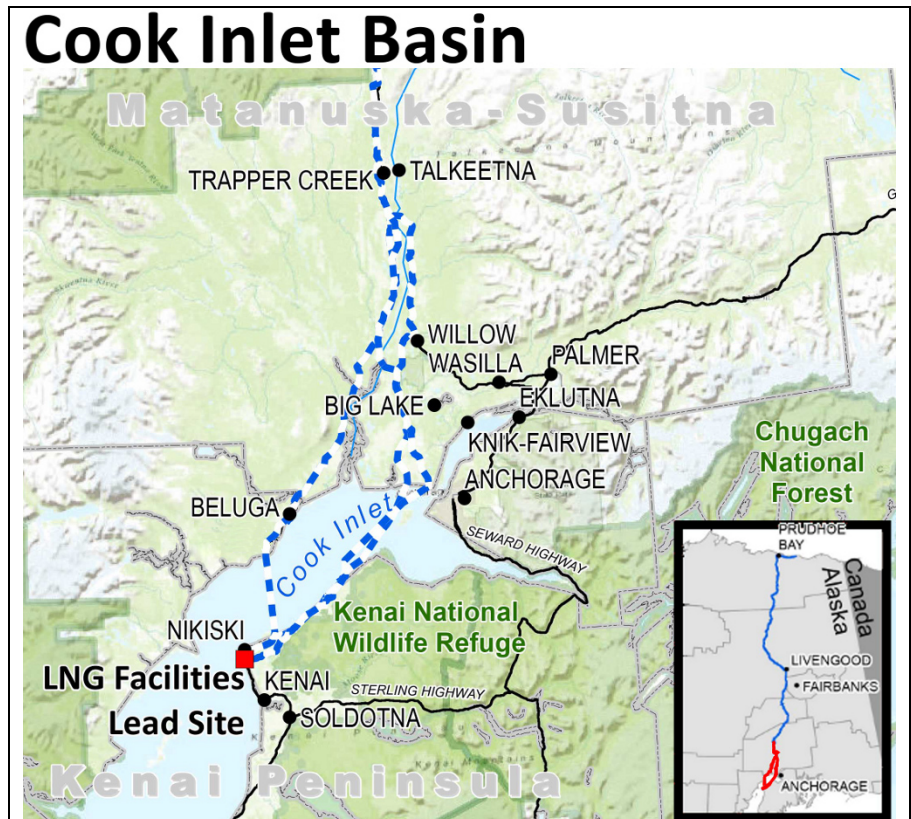 Cook Inlet Basin
Matanuska-Susitna
TRAPPER CREEK
TALKEETNA
WILLOW
WASILLA
PALMER
BIG LAKE
EKLUTNA
KNIK-FAIRVIEW
ANCHORAGE
Chugach
National
Forest
BELUGA
Cook Inlet
SEWARD HIGHWAY
Kenai National
Wildlife Refuge
NIKISKI
LNG Facilities
Lead Site
KENAI
STERLING HIGHWAY
SOLDOTNA
Kenai Peninsula
PRUDHOE
BAY
Canada
Alaska
LIVENGOOD
FAIRBANKS
ANCHORAGE